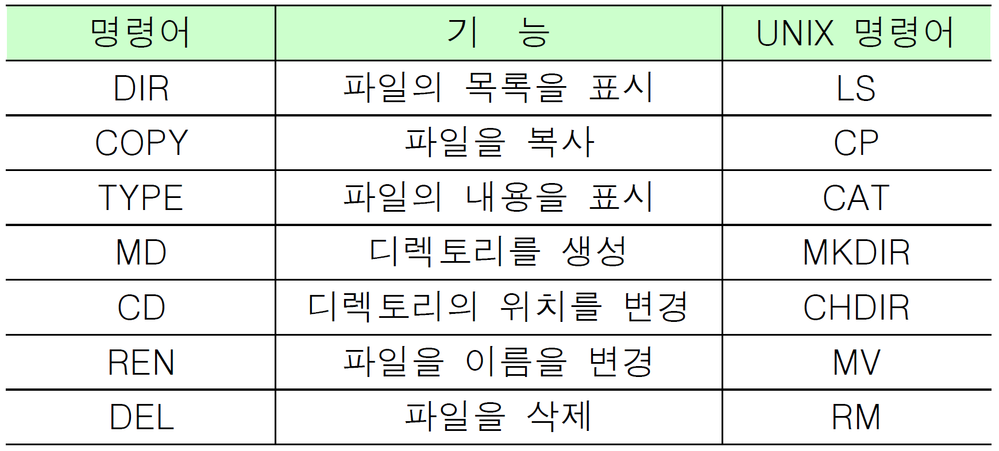 명령어 기 능 UNIX 명령어
DIR 파일의 목록을 표시 LS
COPY 파일을 복사 CP
TYPE 파일의 내용을 표시 CAT
MD 디렉토리를 생성 MKDIR
CD 디렉토리의 위치를 변경 CHDIR
REN 파일을 이름을 변경 MV
DEL 파일을 삭제 RM